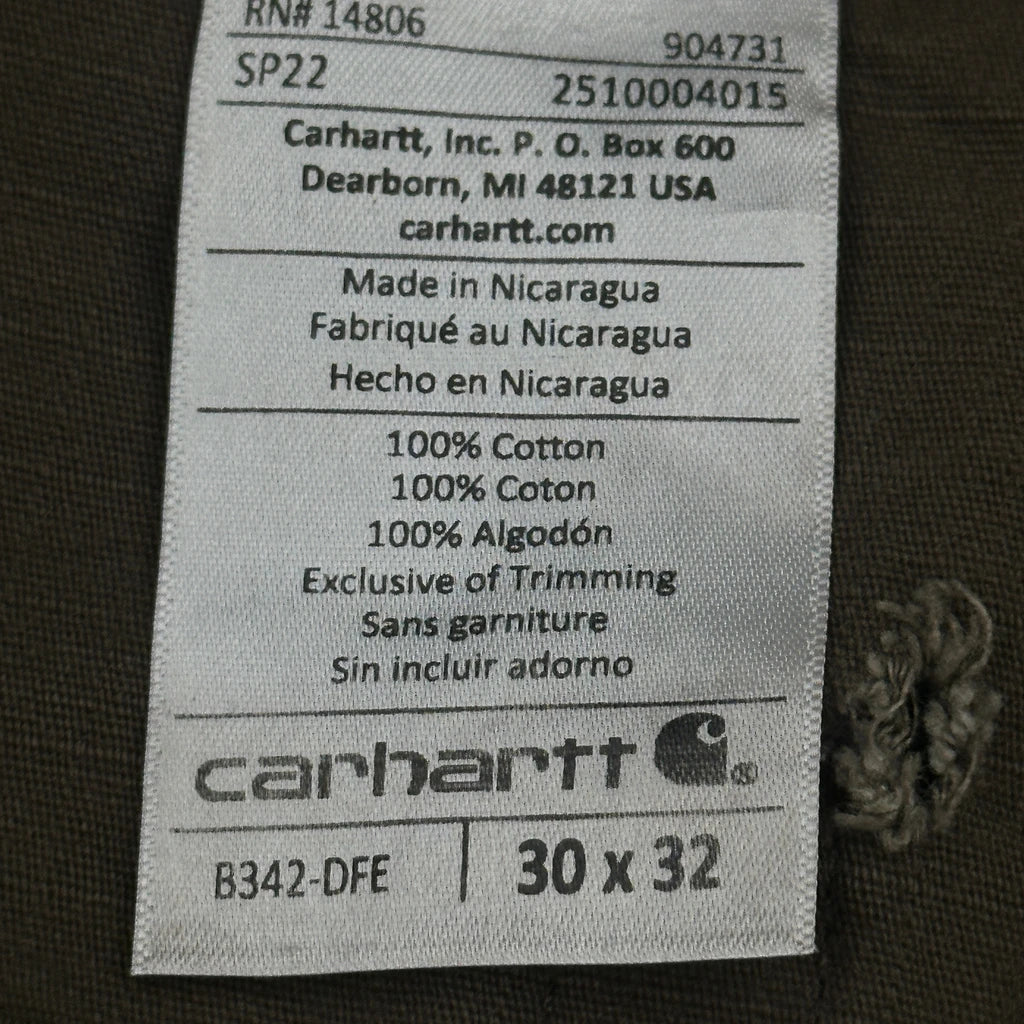 RN# 14806 904731
SP22 2510004015
Carhartt, Inc. P. O. Box 600
Dearborn, MI 48121 USA
carhartt.com
Made in Nicaragua
Fabriqué au Nicaragua
Hecho en Nicaragua
100% Cotton
100% Coton
100% Algodón
Exclusive of Trimming
Sans garniture
Sin incluir adorno
carhartt ®
B342-DFE | 30 x 32